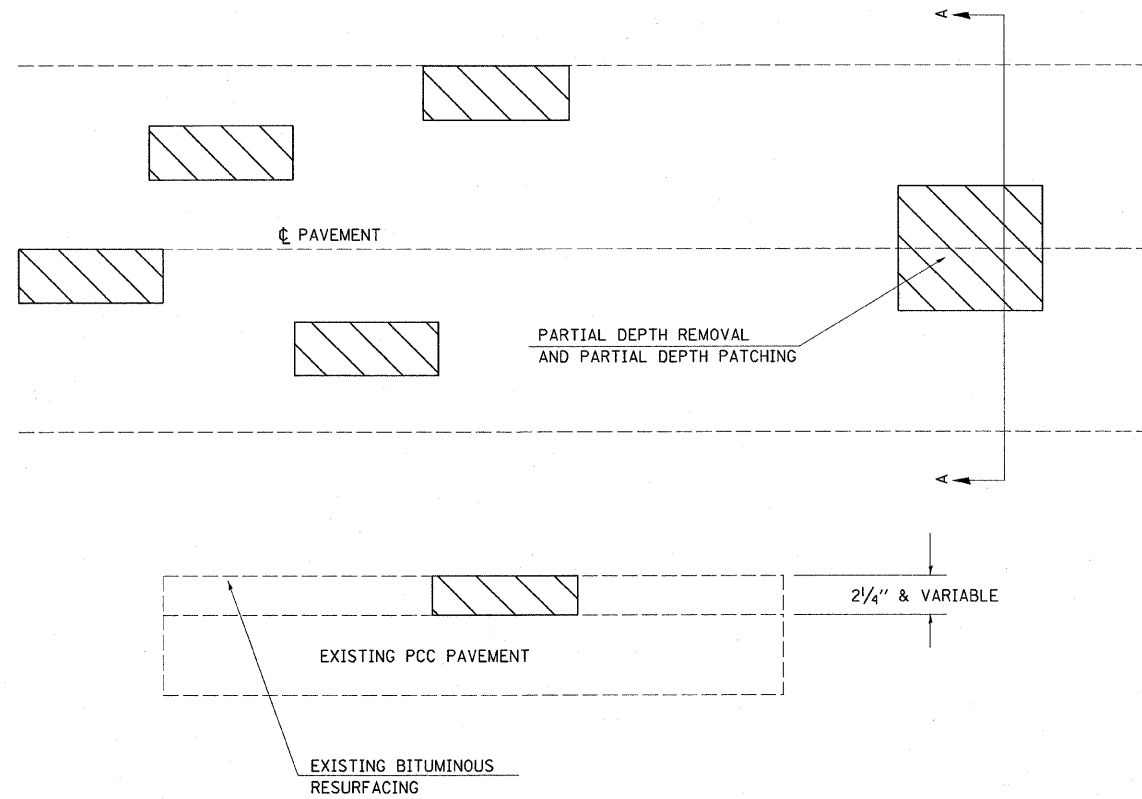 A
℄ PAVEMENT
PARTIAL DEPTH REMOVAL
AND PARTIAL DEPTH PATCHING
A
2¼" & VARIABLE
EXISTING PCC PAVEMENT
EXISTING BITUMINOUS
RESURFACING